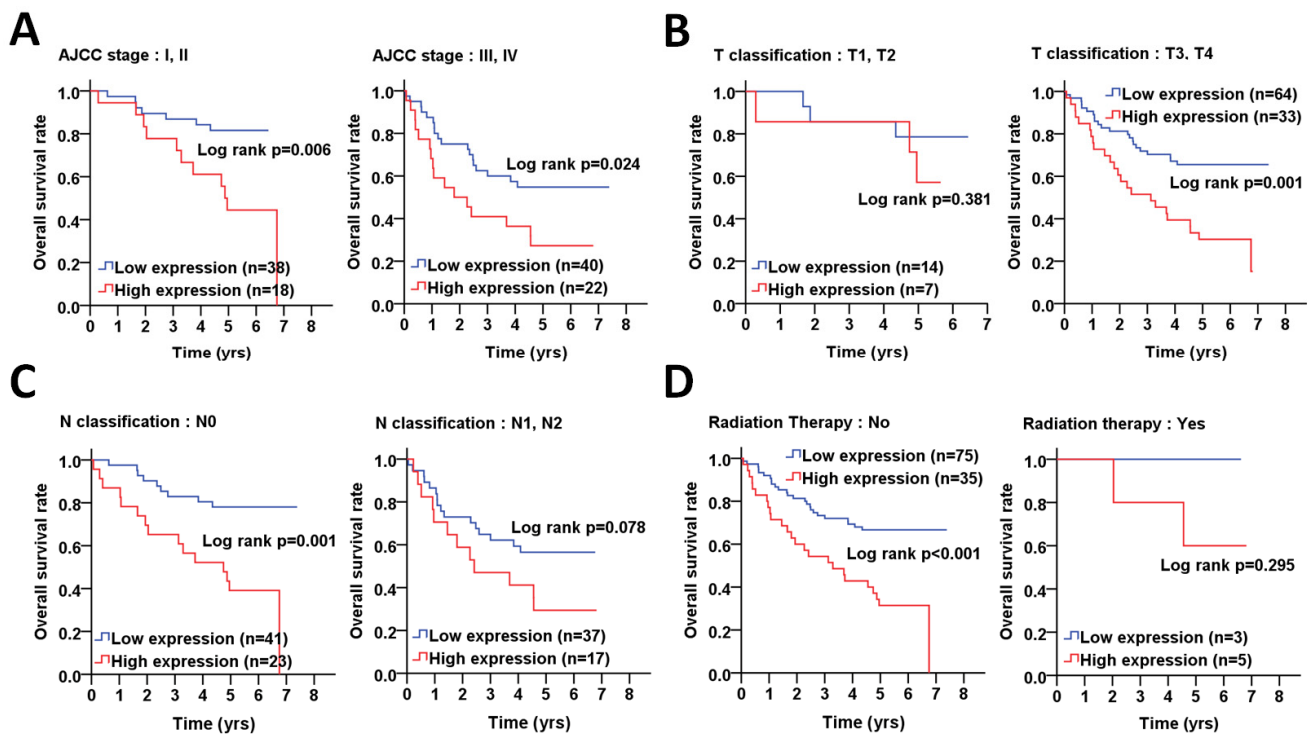 A
AJCC stage : I, II
Overall survival rate
1.0
0.8
0.6
0.4
0.2
0.0
Log rank p=0.006
Low expression (n=38)
High expression (n=18)
0 1 2 3 4 5 6 7 8
Time (yrs)
AJCC stage : III, IV
Overall survival rate
1.0
0.8
0.6
0.4
0.2
0.0
Log rank p=0.024
Low expression (n=40)
High expression (n=22)
0 1 2 3 4 5 6 7 8
Time (yrs)
B
T classification : T1, T2
Overall survival rate
1.0
0.8
0.6
0.4
0.2
0.0
Log rank p=0.381
Low expression (n=14)
High expression (n=7)
0 1 2 3 4 5 6 7
Time (yrs)
T classification : T3. T4
Overall survival rate
1.0
0.8
0.6
0.4
0.2
0.0
Low expression (n=64)
High expression (n=33)
Log rank p=0.001
0 1 2 3 4 5 6 7 8
Time (yrs)
C
N classification : N0
Overall survival rate
1.0
0.8
0.6
0.4
0.2
0.0
Log rank p=0.001
Low expression (n=41)
High expression (n=23)
0 1 2 3 4 5 6 7 8
Time (yrs)
N classification : N1, N2
Overall survival rate
1.0
0.8
0.6
0.4
0.2
0.0
Log rank p=0.078
Low expression (n=37)
High expression (n=17)
0 1 2 3 4 5 6 7 8
Time (yrs)
D
Radiation Therapy : No
Overall survival rate
1.0
0.8
0.6
0.4
0.2
0.0
Low expression (n=75)
High expression (n=35)
Log rank p<0.001
0 1 2 3 4 5 6 7 8
Time (yrs)
Radiation therapy : Yes
Overall survival rate
1.0
0.8
0.6
0.4
0.2
0.0
Log rank p=0.295
Low expression (n=3)
High expression (n=5)
0 1 2 3 4 5 6 7 8
Time (yrs)